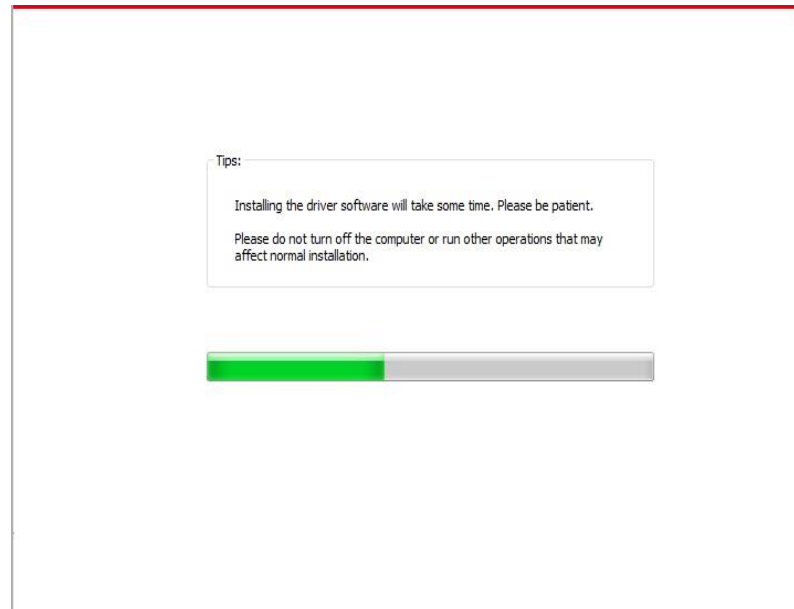 Tips:
Installing the driver software will take some time. Please be patient.
Please do not turn off the computer or run other operations that may
affect normal installation.